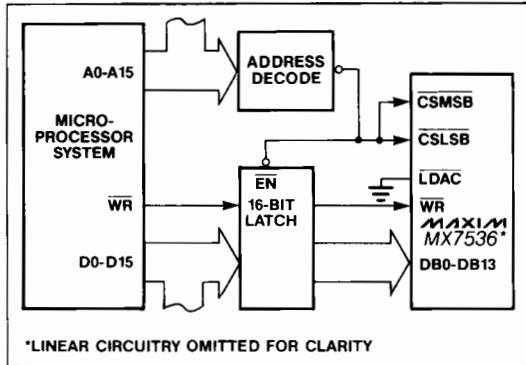 A0-A15
MICRO-
PROCESSOR
SYSTEM
WR
D0-D15
ADDRESS
DECODE
EN
16-BIT
LATCH
CSMSB
CSLSB
LDAC
WR
MAXIM
MX7536*
DB0-DB13
*LINEAR CIRCUITRY OMITTED FOR CLARITY